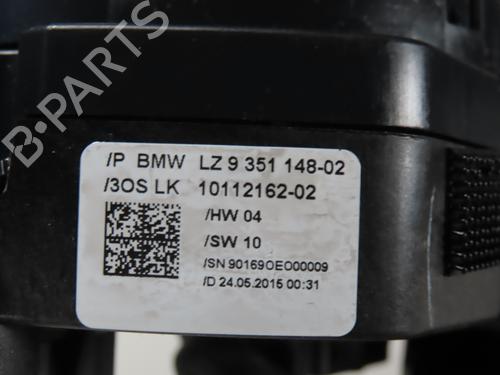 /P BMW LZ 9 351 148-02
/3OS LK 10112162-02
/HW 04
/SW 10
/SN 90169OEO00009
/D 24.05.2015 00:31
B-PARTS